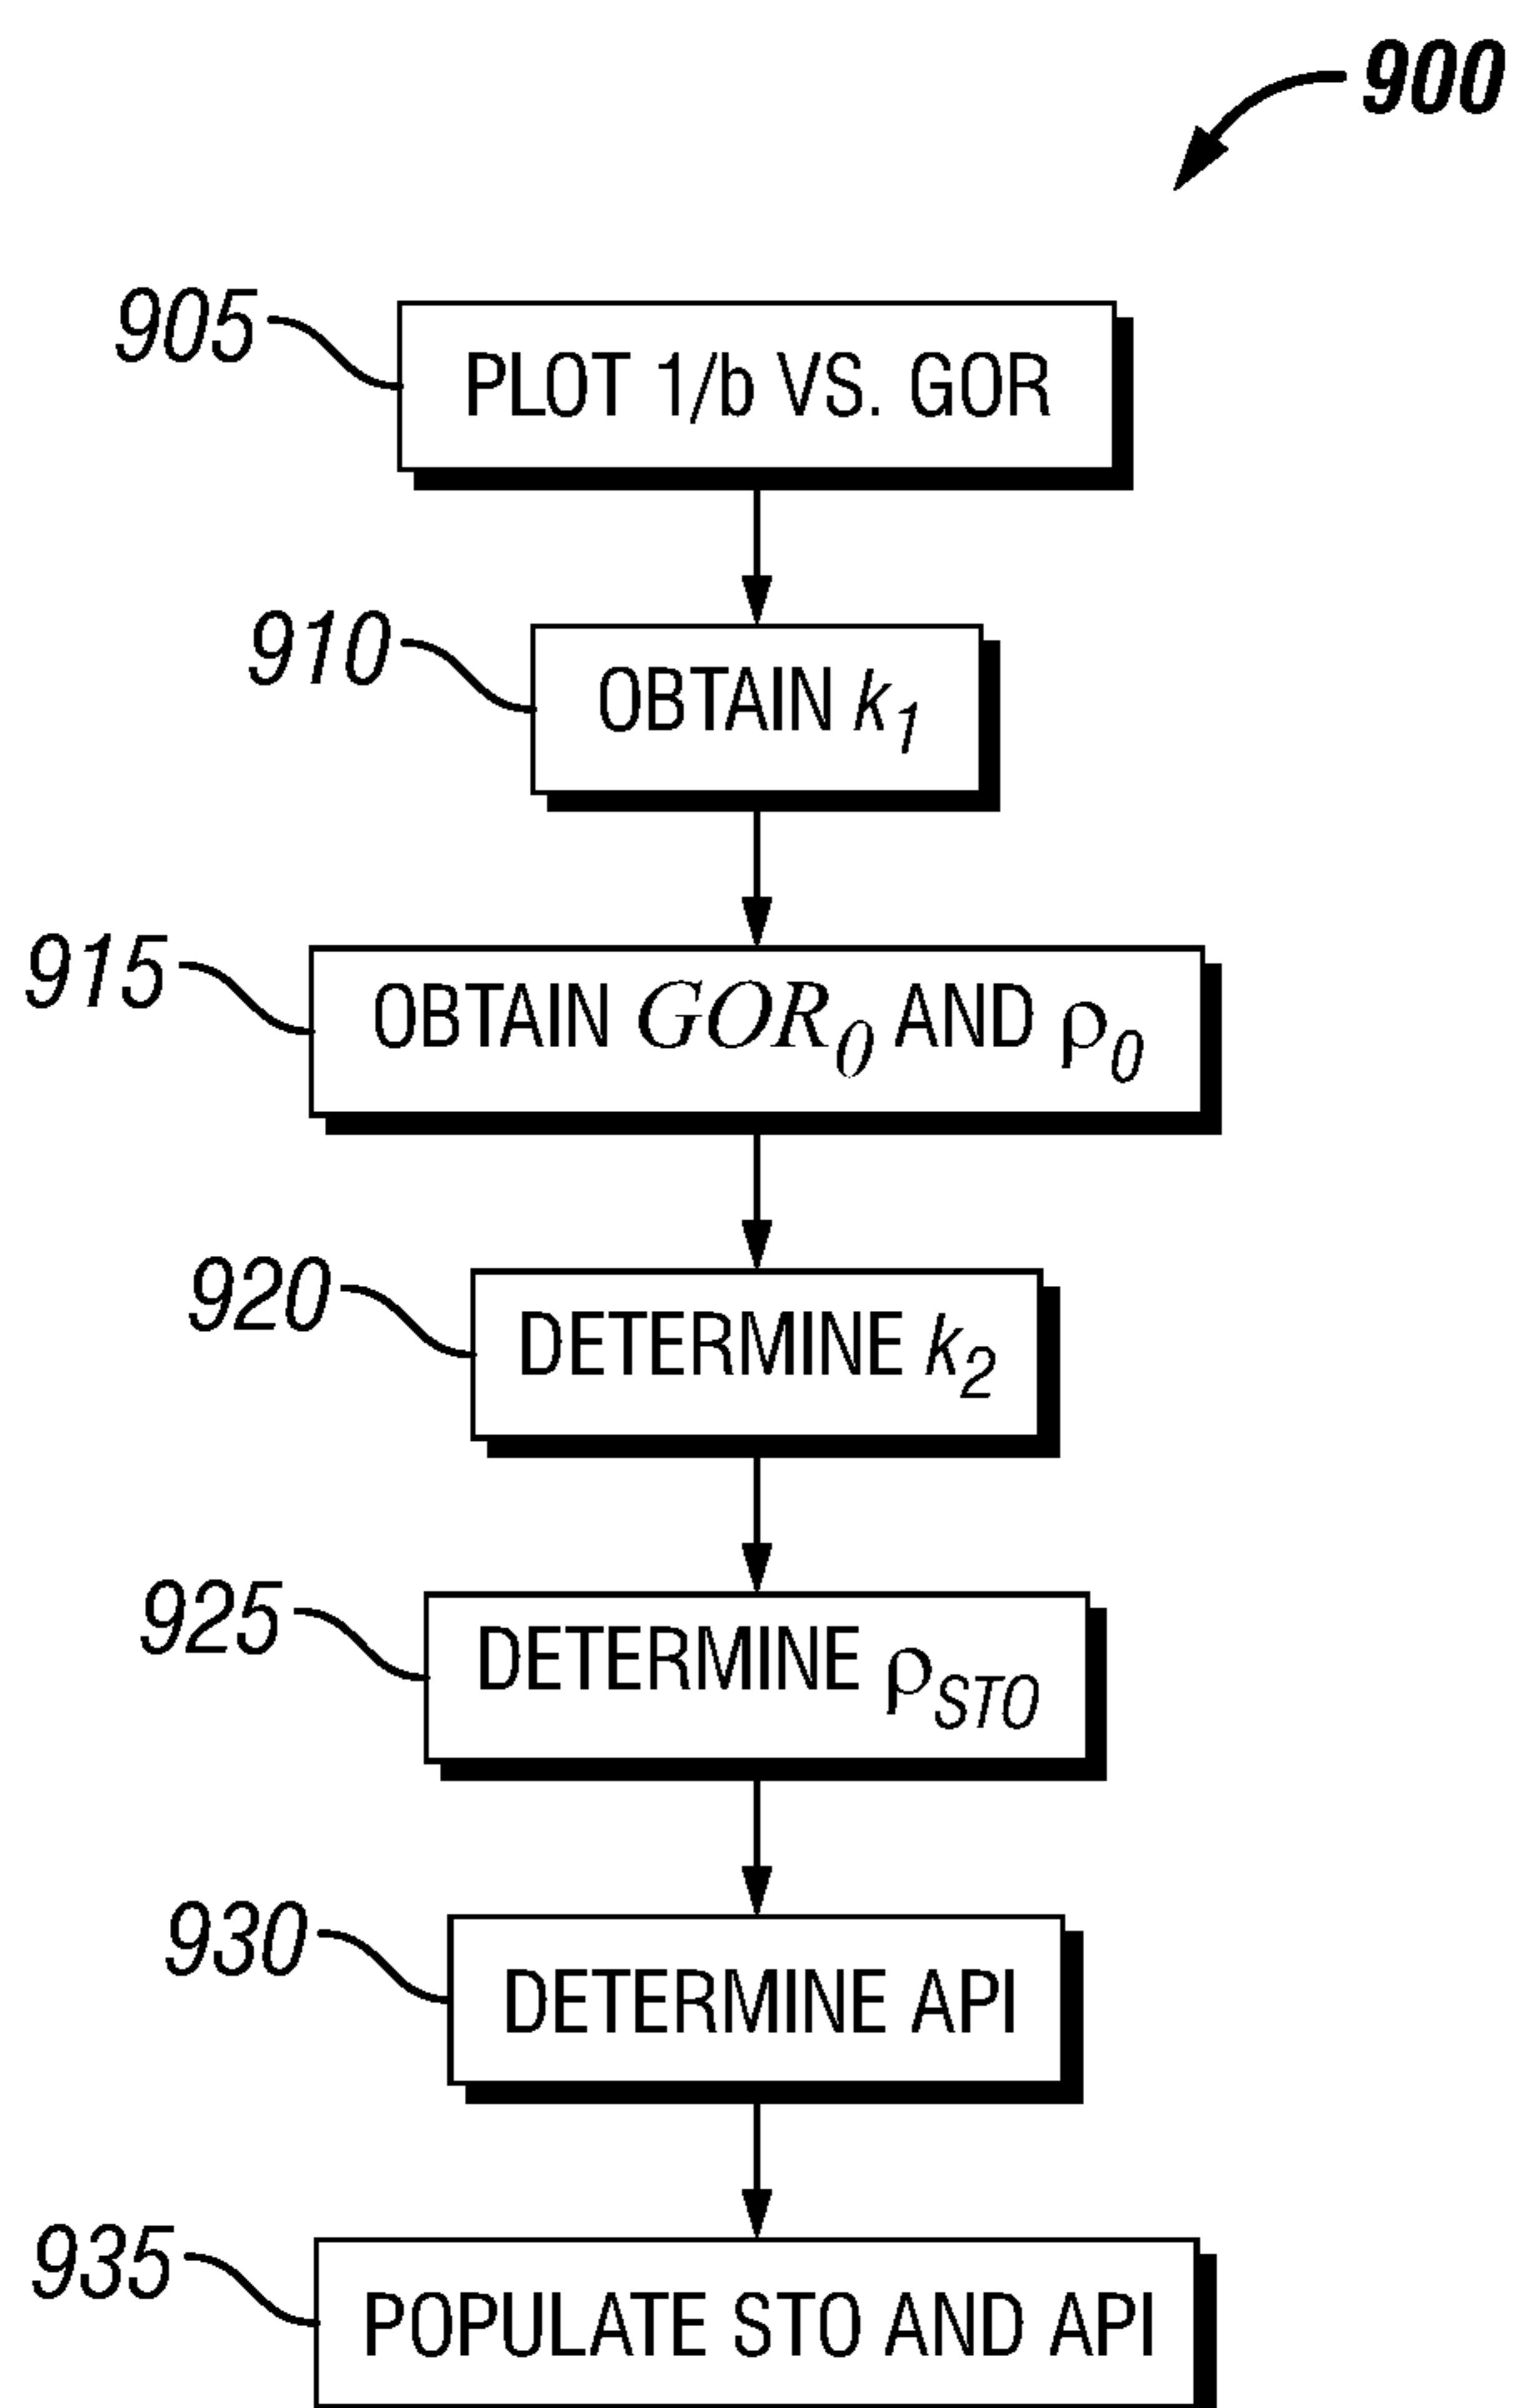 900
905
PLOT 1/b VS. GOR
910
OBTAIN k1
915
OBTAIN GOR0 AND ρ0
920
DETERMINE k2
925
DETERMINE ρSTO
930
DETERMINE API
935
POPULATE STO AND API